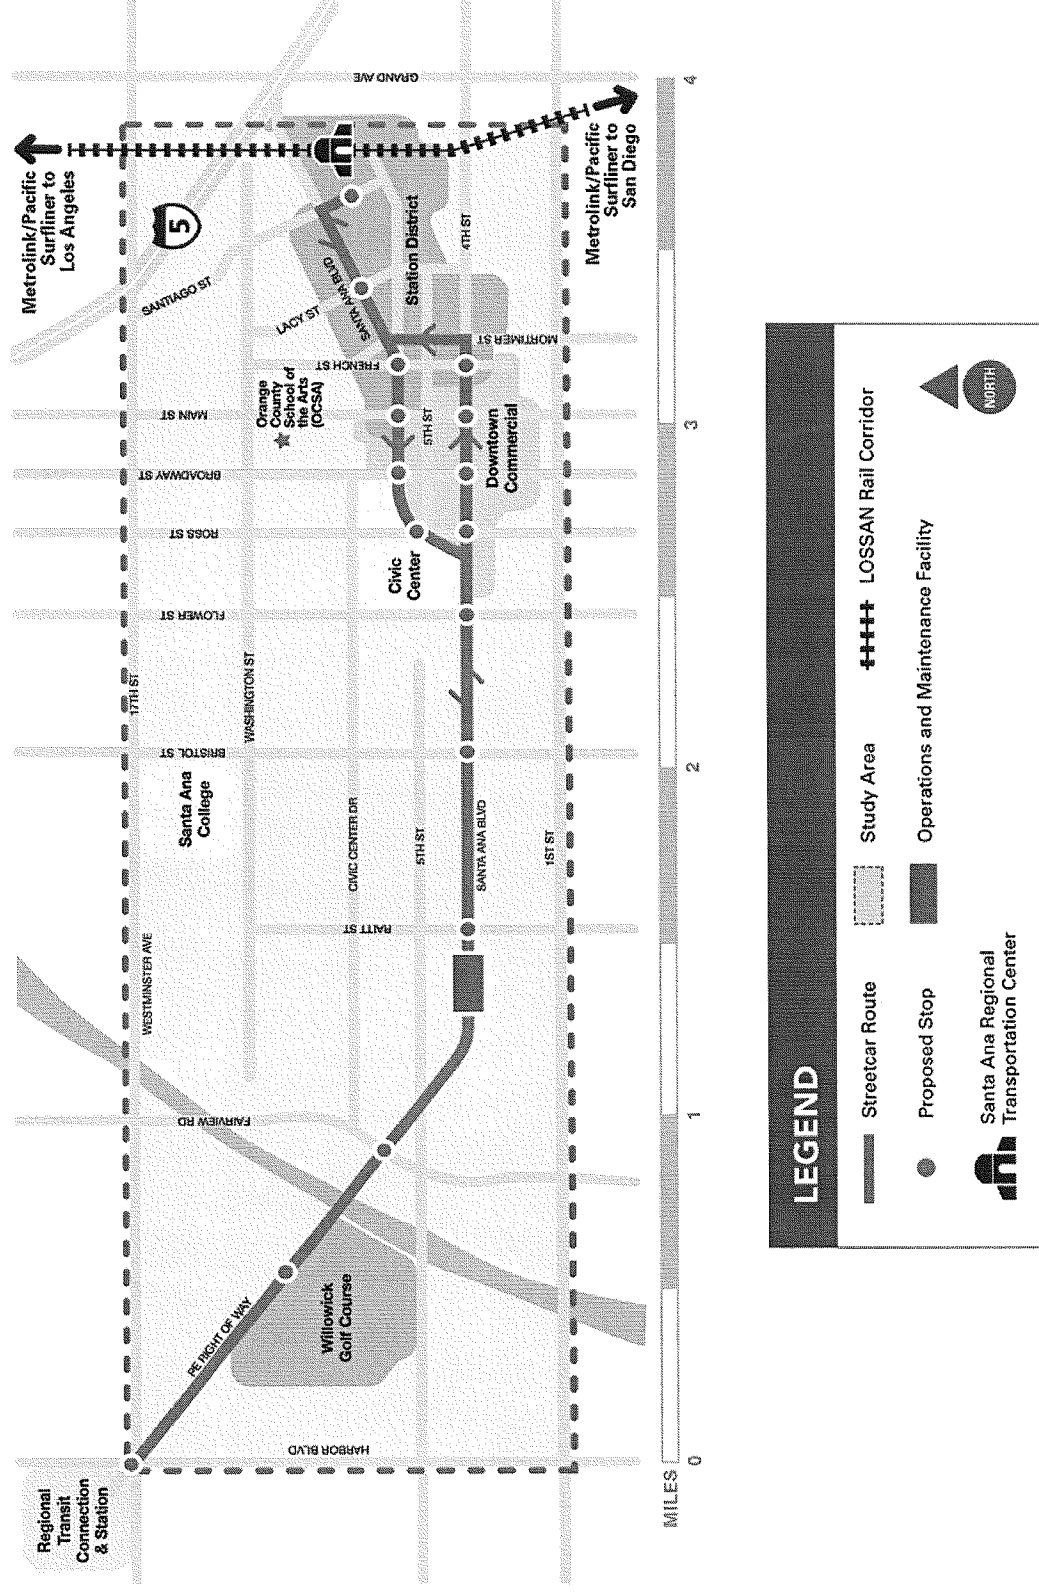 Regional
Transit
Connection
& Station
Metrolink/Pacific
Surfliner to
Los Angeles
5
WESTMINSTER AVE
17TH ST
SANTIAGO ST
HARBOR BLVD
PE RIGHT OF WAY
FAIRVIEW RD
Santa Ana
College
BRISTOL ST
WASHINGTON ST
FLOWER ST
ROSS ST
BROADWAY ST
MAIN ST
Orange
County
School of
the Arts
(OCSA)
FRENCH ST
LACY ST
SANTA ANA BLVD
GRAND AVE
Willowick
Golf Course
RAITT ST
CIVIC CENTER DR
Civic
Center
5TH ST
5TH ST
Station District
4TH ST
SANTA ANA BLVD
Downtown
Commercial
MORTIMER ST
1ST ST
Metrolink/Pacific
Surfliner to
San Diego
MILES
0
1
2
3
4
LEGEND
Streetcar Route
Study Area
LOSSAN Rail Corridor
Proposed Stop
Operations and Maintenance Facility
Santa Ana Regional
Transportation Center
NORTH